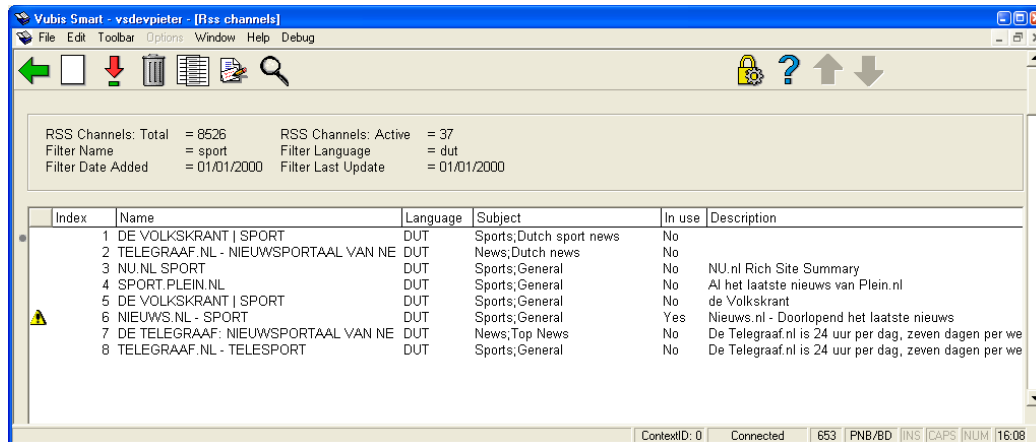 Vubis Smart - vsdevpieter - [Rss channels]
File Edit Toolbar Options Window Help Debug
RSS Channels: Total = 8526 RSS Channels: Active = 37
Filter Name = sport Filter Language = dut
Filter Date Added = 01/01/2000 Filter Last Update = 01/01/2000
Index Name Language Subject In use Description
1 DE VOLKSKRANT | SPORT DUT Sports;Dutch sport news No
2 TELEGRAAF.NL - NIEUWSPORTAAL VAN NE DUT News;Dutch news No
3 NU.NL SPORT DUT Sports;General No NU.nl Rich Site Summary
4 SPORT.PLEIN.NL DUT Sports;General No Al het laatste nieuws van Plein.nl
5 DE VOLKSKRANT | SPORT DUT Sports;General No de Volkskrant
6 NIEUWS.NL - SPORT DUT Sports;General Yes Nieuws.nl - Doorlopend het laatste nieuws
7 DE TELEGRAAF: NIEUWSPORTAAL VAN NE DUT News;Top News No De Telegraaf.nl is 24 uur per dag, zeven dagen per we
8 TELEGRAAF.NL - TELESPORT DUT Sports;General No De Telegraaf.nl is 24 uur per dag, zeven dagen per we
ContextID: 0 Connected 653 PNB/BD INS CAPS NUM 16:08